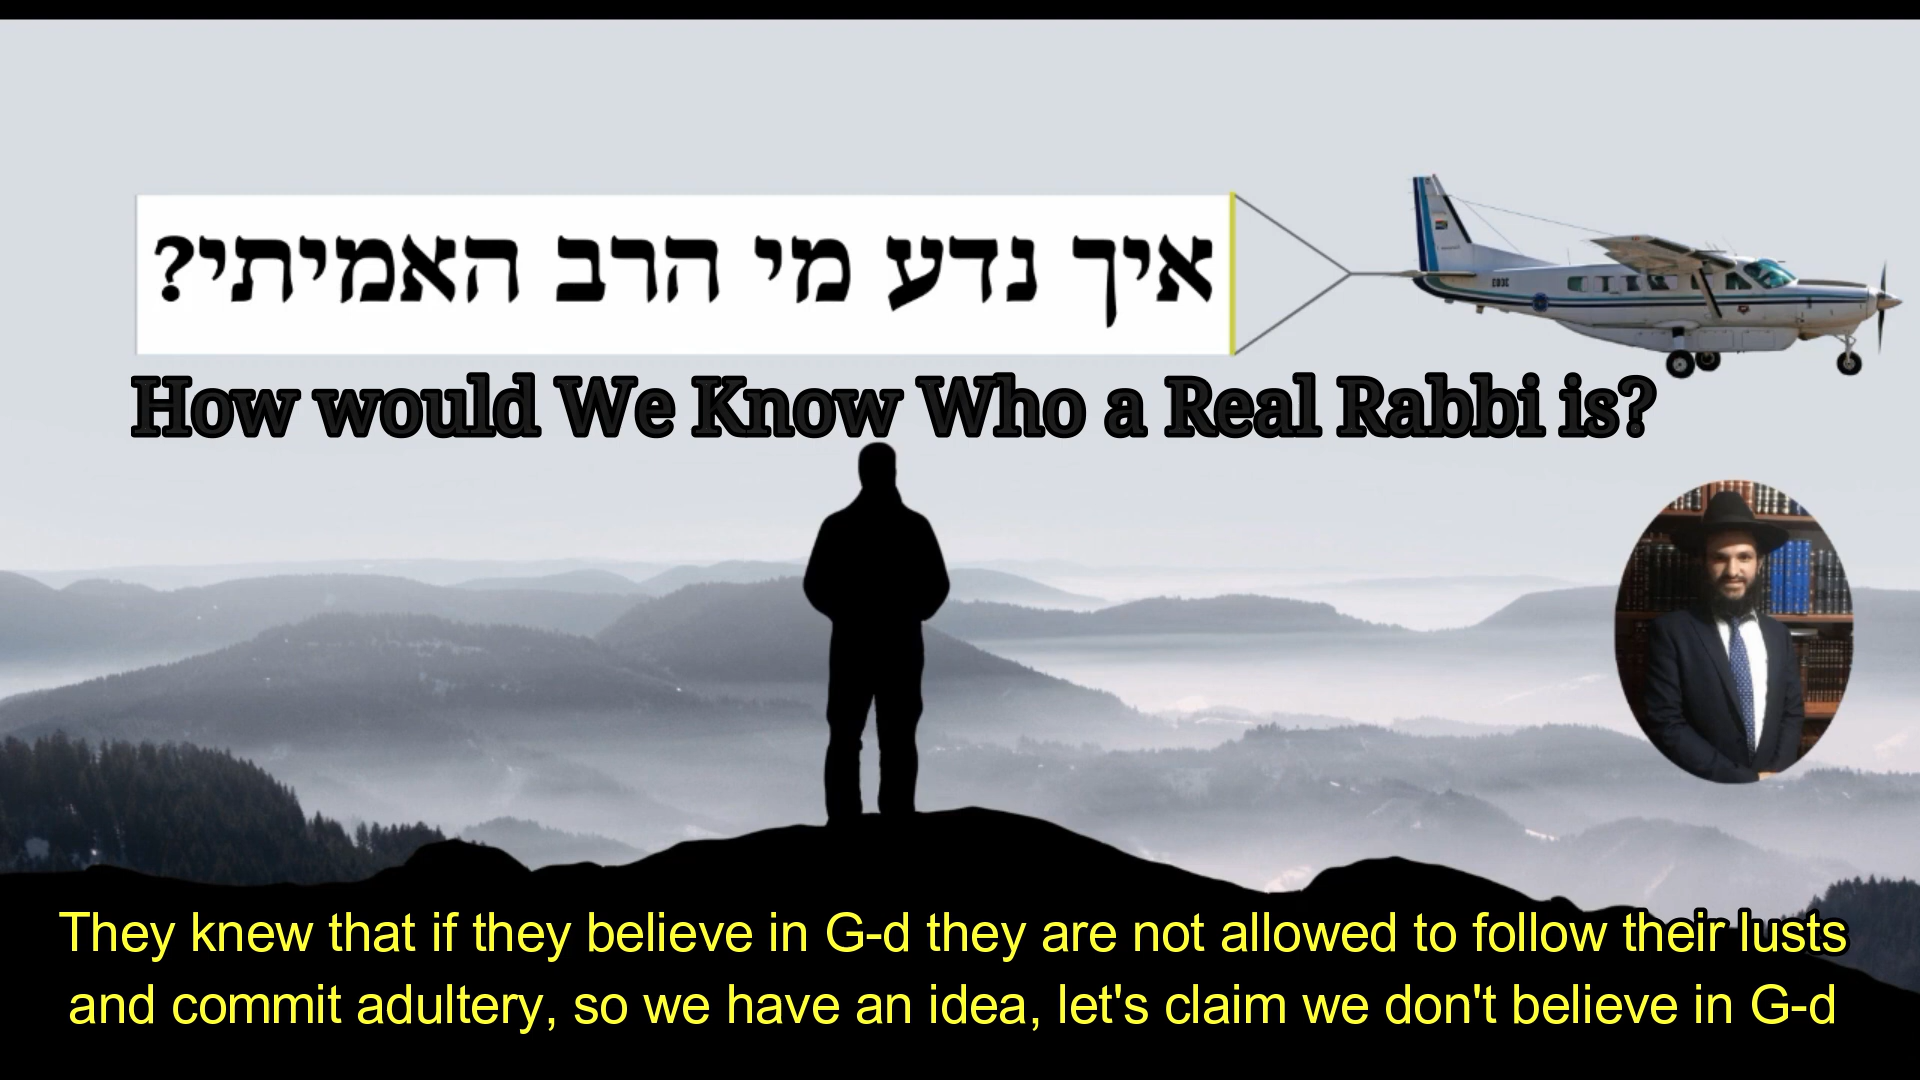 איך נדע מי הרב האמיתי?
How would We Know Who a Real Rabbi is?
They knew that if they believe in G-d they are not allowed to follow their lusts
and commit adultery, so we have an idea, let's claim we don't believe in G-d